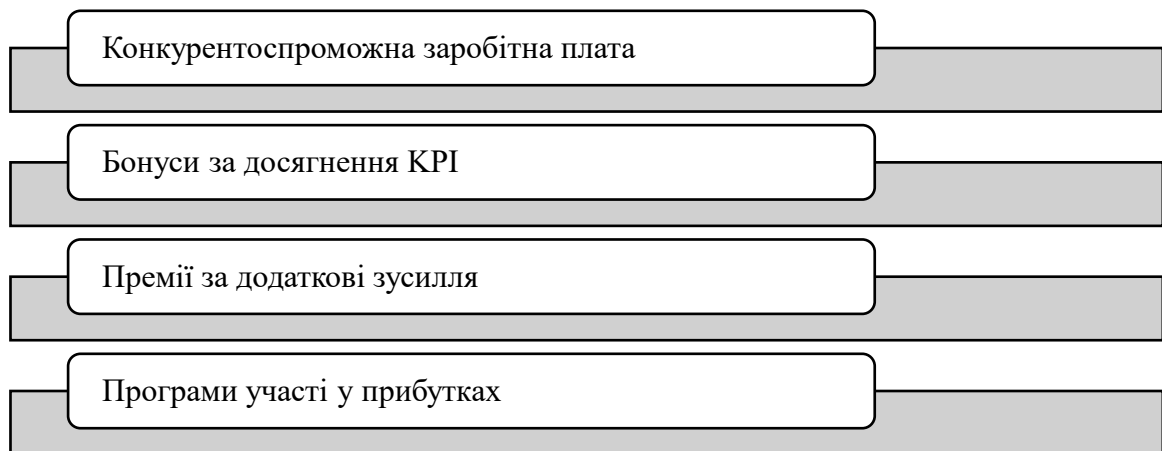 Конкурентоспроможна заробітна плата
Бонуси за досягнення KPI
Премії за додаткові зусилля
Програми участі у прибутках